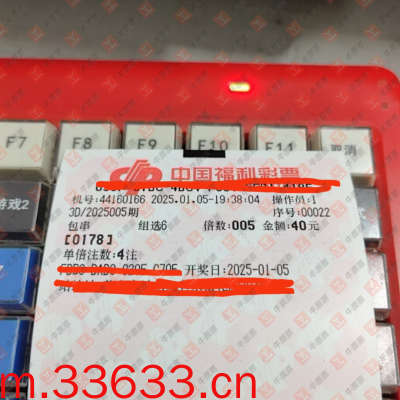 F7 F8 F9 F10 F11 取消
游戏2
中国福利彩票
机号:44160166 2025.01.05-19:38:04 操作员:1
3D/2025005期 序号:00022
包串 组选6 倍数:005 金额:40元
[0178]
单倍注数:4注
开奖日:2025-01-05
m.33633.cn